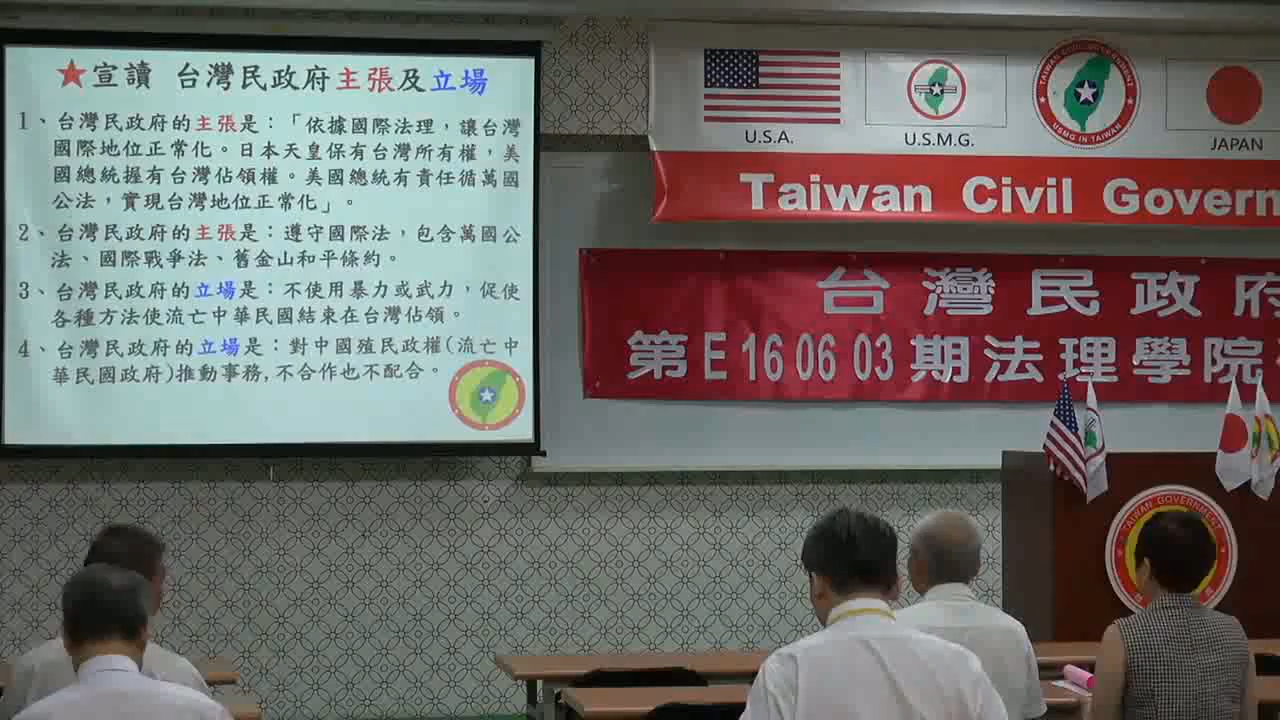 ★宣讀 台灣民政府主張及立場
1、台灣民政府的主張是:「依據國際法理,讓台灣
國際地位正常化。日本天皇保有台灣所有權,美
國總統握有台灣佔領權。美國總統有責任循萬國
公法,實現台灣地位正常化」。
2、台灣民政府的主張是:遵守國際法,包含萬國公
法、國際戰爭法、舊金山和平條約。
3、台灣民政府的立場是:不使用暴力或武力,促使
各種方法使流亡中華民國結束在台灣佔領。
4、台灣民政府的立場是:對中國殖民政權(流亡中
華民國政府)推動事務,不合作也不配合。
U.S.A.
U.S.M.G.
TAIWAN CIVIL GOVERNMENT
USMG IN TAIWAN
JAPAN
Taiwan Civil Govern
台灣民政府
第E160603期法理學院
TAIWAN GOVERNMENT